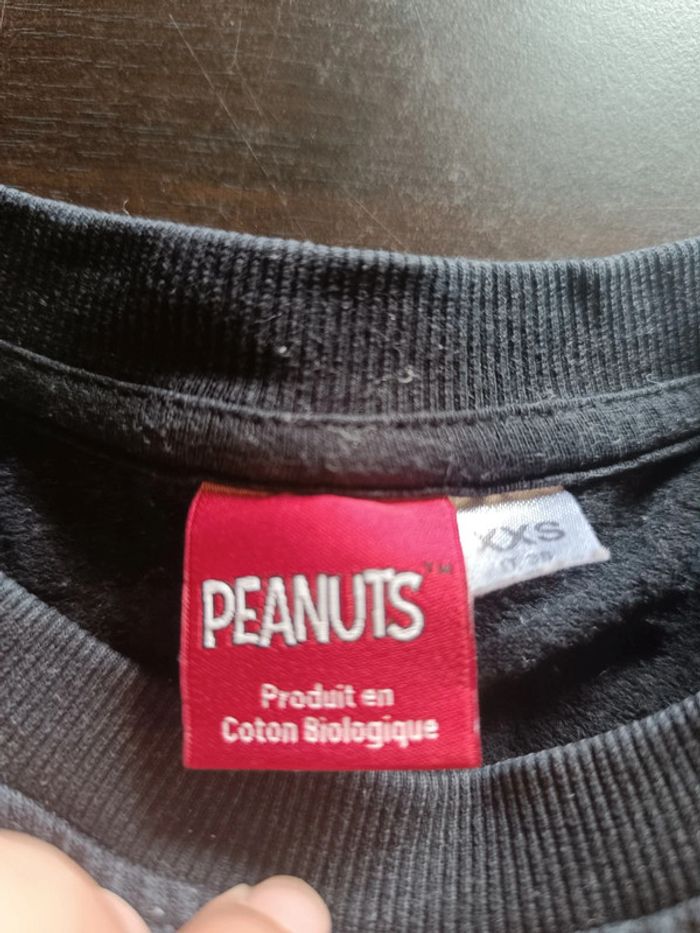 PEANUTS™
Produit en
Coton Biologique
XXS